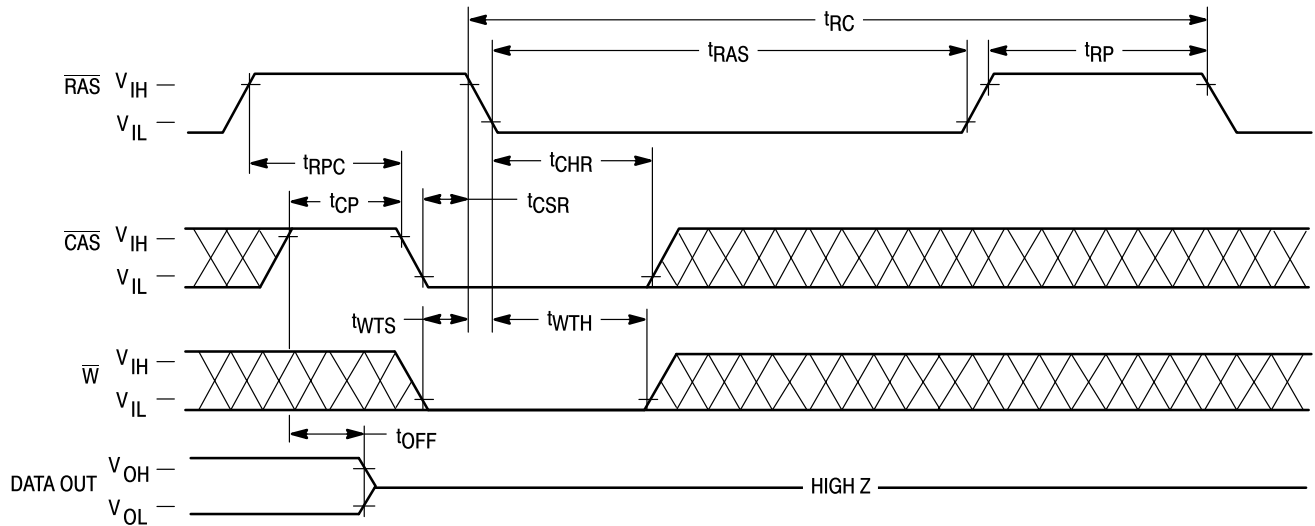 tRC
tRAS
tRP
RAS VIH
VIL
tRPC
tCHR
tCP
tCSR
CAS VIH
VIL
tWTS
tWTH
W VIH
VIL
tOFF
DATA OUT VOH
VOL
HIGH Z